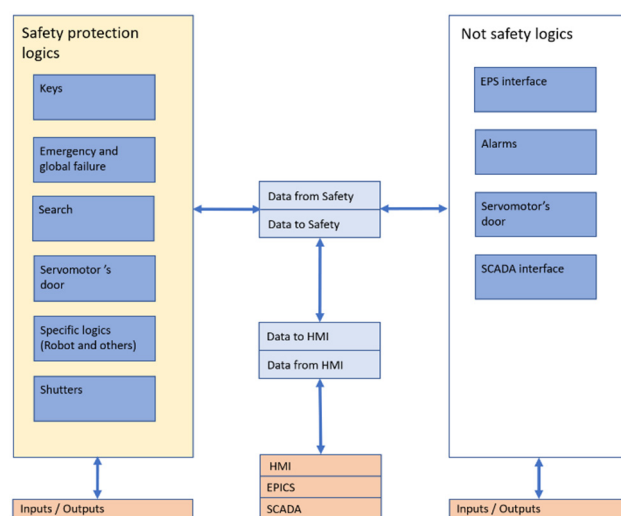 Safety protection
logics
Keys
Emergency and
global failure
Search
Servomotor 's
door
Specific logics
(Robot and others)
Shutters
Inputs / Outputs
Data from Safety
Data to Safety
Data to HMI
Data from HMI
HMI
EPICS
SCADA
Not safety logics
EPS interface
Alarms
Servomotor's
door
SCADA interface
Inputs / Outputs